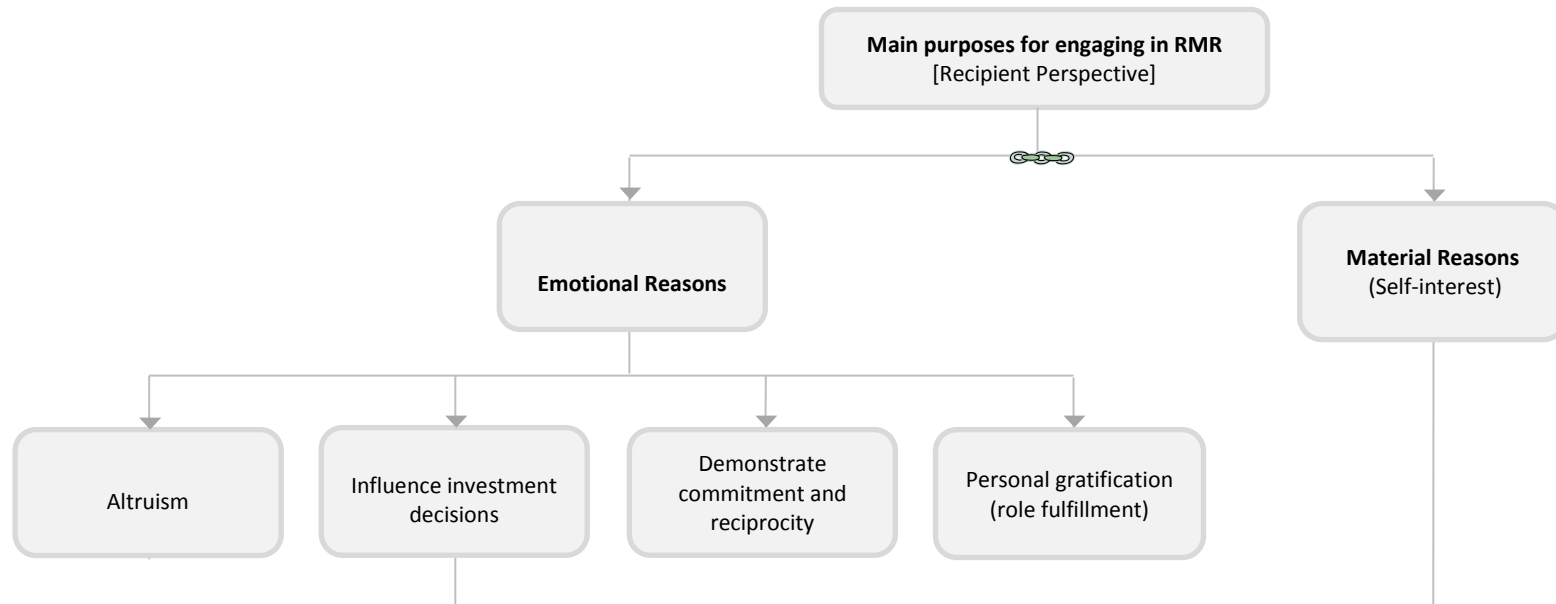 Main purposes for engaging in RMR
[Recipient Perspective]
Emotional Reasons
Material Reasons
(Self-interest)
Altruism
Influence investment
decisions
Demonstrate
commitment and
reciprocity
Personal gratification
(role fulfillment)